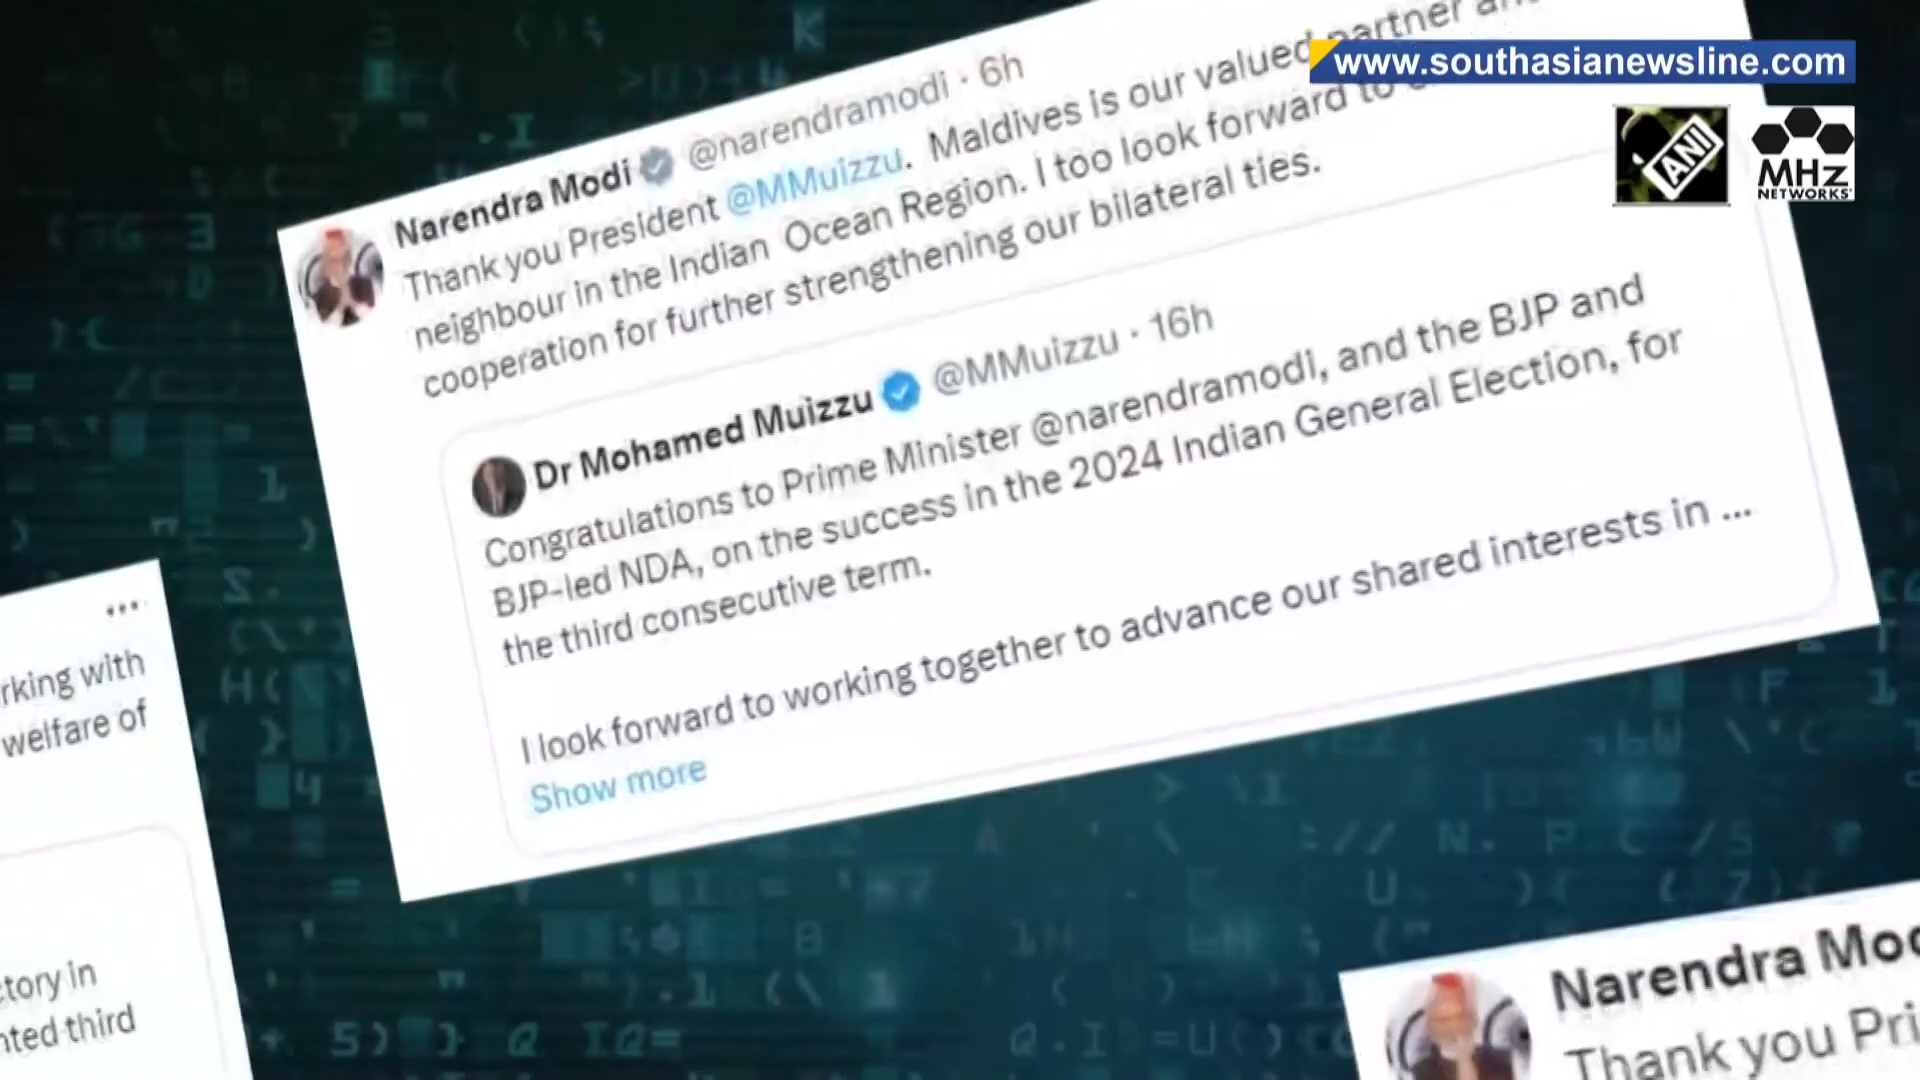 www.southasianewsline.com
ANI
MHz
NETWORKS
Narendra Modi @narendramodi · 6h
Thank you President @MMuizzu. Maldives is our valued partner
neighbour in the Indian Ocean Region. I too look forward to
cooperation for further strengthening our bilateral ties.
Dr Mohamed Muizzu @MMuizzu · 16h
Congratulations to Prime Minister @narendramodi, and the BJP and
BJP-led NDA, on the success in the 2024 Indian General Election, for
the third consecutive term.
I look forward to working together to advance our shared interests in ...
Show more
...
rking with
welfare of
tory in
nted third
Narendra Mo
Thank you Pri